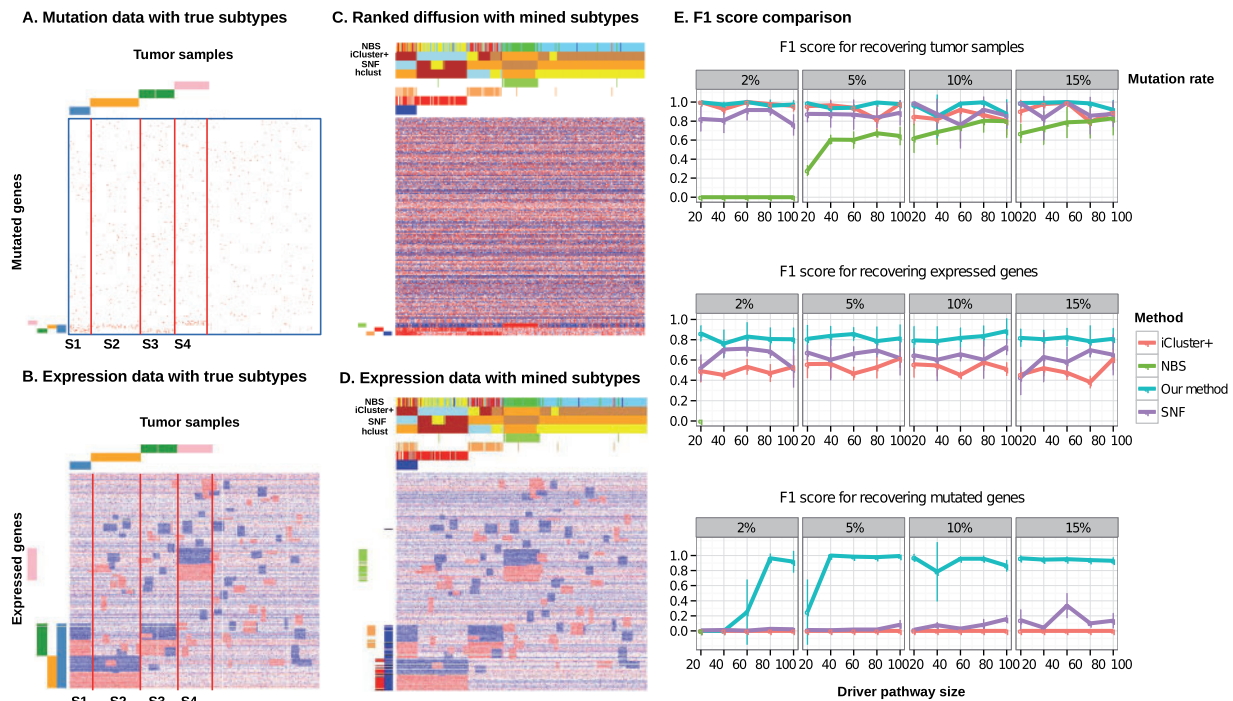 A. Mutation data with true subtypes
Tumor samples
Mutated genes
S1 S2 S3 S4
B. Expression data with true subtypes
Tumor samples
Expressed genes
S1 S2 S3 S4
C. Ranked diffusion with mined subtypes
NBS
iCluster+
SNF
hclust
D. Expression data with mined subtypes
NBS
iCluster+
SNF
hclust
E. F1 score comparison
F1 score for recovering tumor samples
2% 5% 10% 15%
Mutation rate
1.0
0.8
0.6
0.4
0.2
0.0
20 40 60 80 100 20 40 60 80 100 20 40 60 80 100 20 40 60 80 100
F1 score for recovering expressed genes
2% 5% 10% 15%
1.0
0.8
0.6
0.4
0.2
0.0
20 40 60 80 100 20 40 60 80 100 20 40 60 80 100 20 40 60 80 100
Method
iCluster+
NBS
Our method
SNF
F1 score for recovering mutated genes
2% 5% 10% 15%
1.0
0.8
0.6
0.4
0.2
0.0
20 40 60 80 100 20 40 60 80 100 20 40 60 80 100 20 40 60 80 100
Driver pathway size